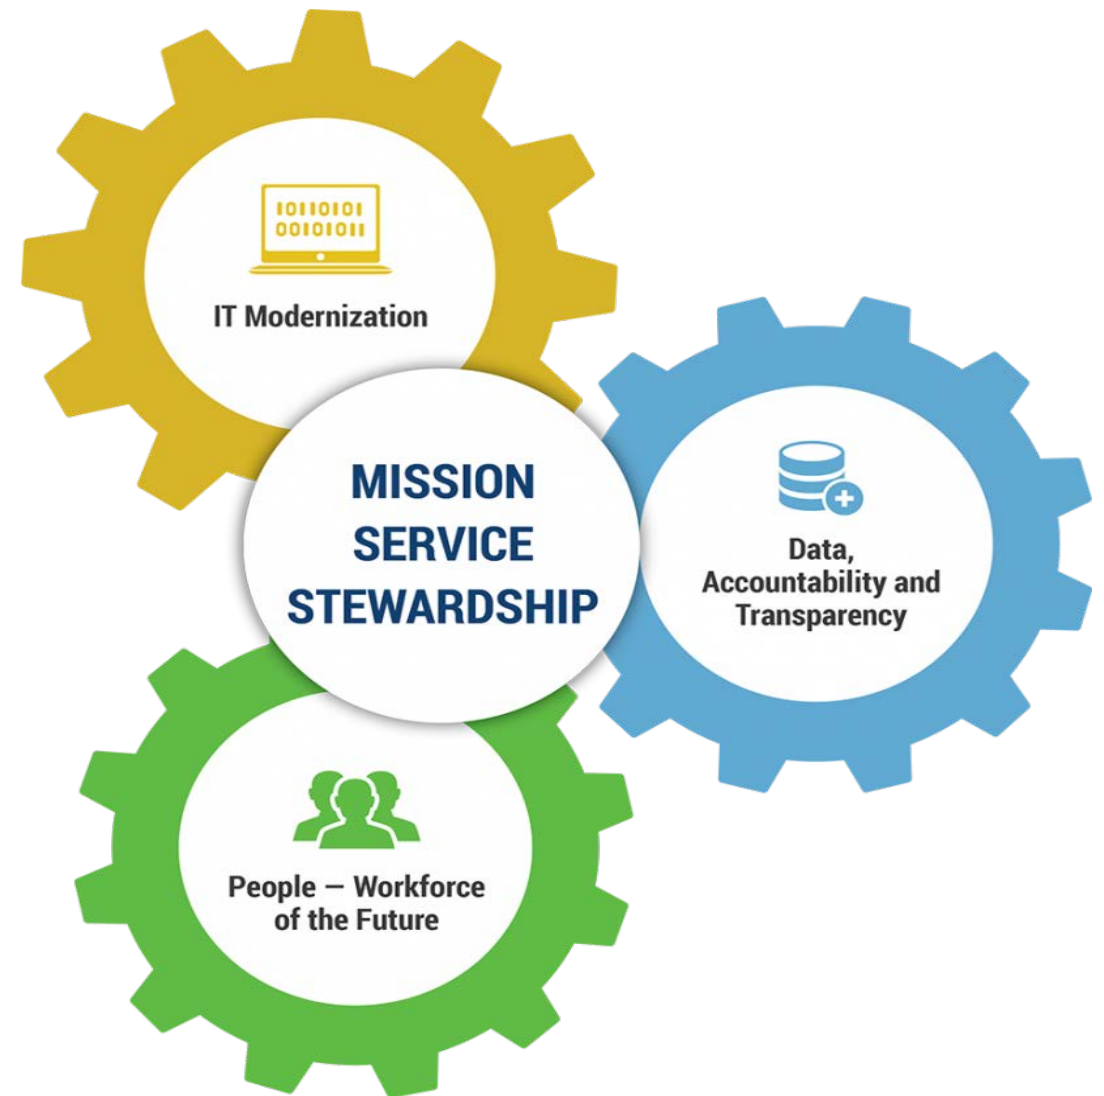 10110101
00101011
IT Modernization
MISSION
SERVICE
STEWARDSHIP
Data,
Accountability and
Transparency
People — Workforce
of the Future